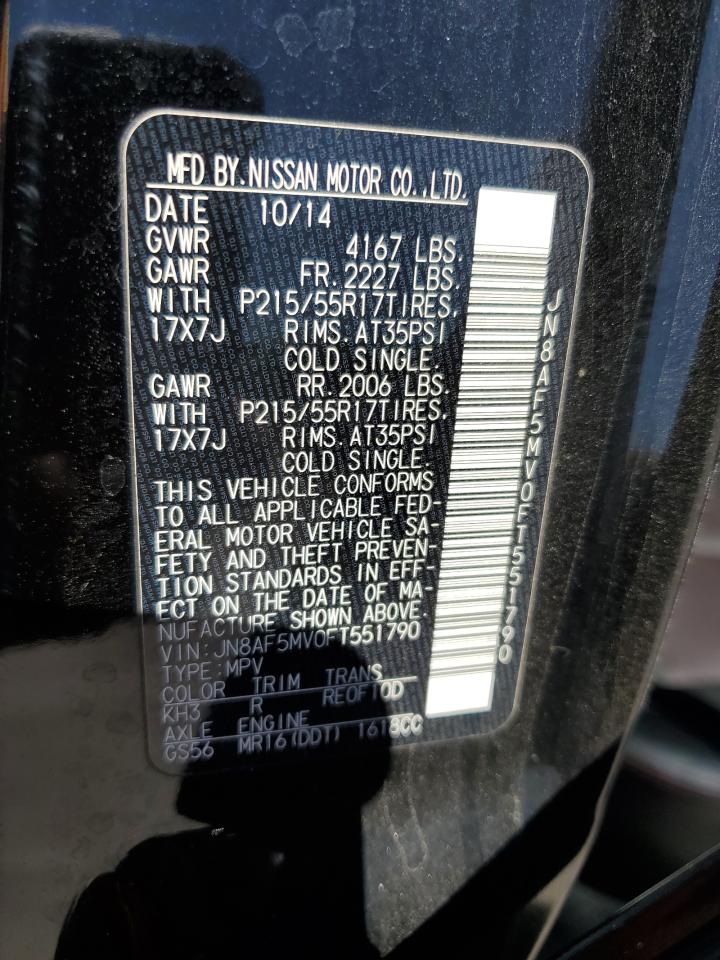 MFD BY.NISSAN MOTOR CO.,LTD.
DATE 10/14
GVWR 4167 LBS.
GAWR FR.2227 LBS.
WITH P215/55R17TIRES.
17X7J RIMS.AT35PSI
COLD SINGLE.
GAWR RR.2006 LBS.
WITH P215/55R17TIRES.
17X7J RIMS.AT35PSI
COLD SINGLE.
THIS VEHICLE CONFORMS
TO ALL APPLICABLE FED-
ERAL MOTOR VEHICLE SA-
FETY AND THEFT PREVEN-
TION STANDARDS IN EFF-
ECT ON THE DATE OF MA-
NUFACTURE SHOWN ABOVE.
VIN:JN8AF5MV0FT551790
TYPE:MPV
COLOR TRIM TRANS
KH3 R RE0F10D
AXLE ENGINE
GS56 MR16(DDT) 1618CC
JN8AF5MV0FT551790